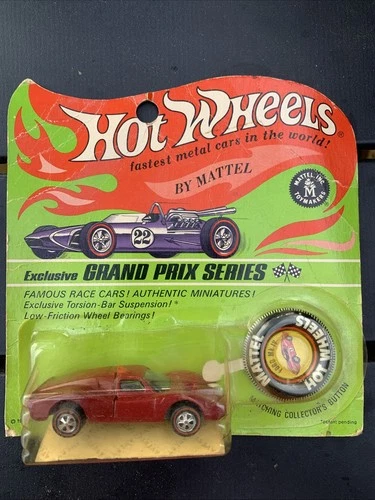 HOT WHEELS®
fastest metal cars in the world!
BY MATTEL
MATTEL, INC.
M
TOYMAKERS
22
Exclusive GRAND PRIX SERIES
FAMOUS RACE CARS! AUTHENTIC MINIATURES!
Exclusive Torsion-Bar Suspension!*
Low-Friction Wheel Bearings!
MATTEL
HOT WHEELS
MATCHING COLLECTOR'S BUTTON
Patent pending